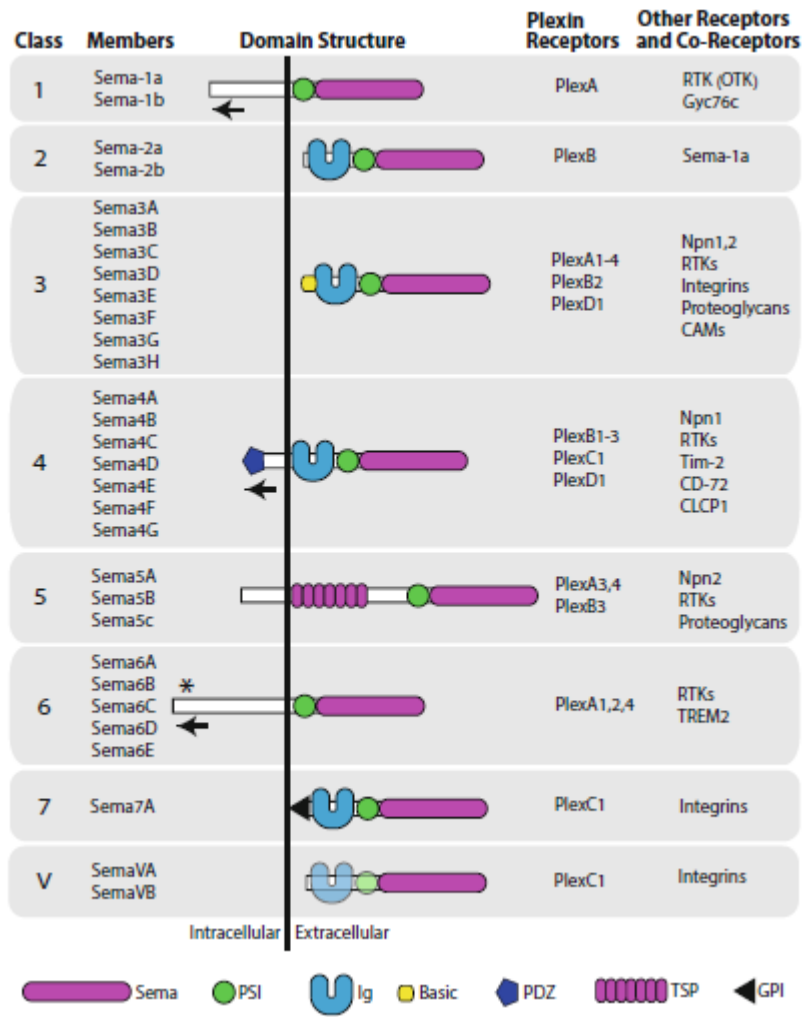 Class Members Domain Structure Plexin Receptors Other Receptors and Co-Receptors
1
Sema-1a
Sema-1b
PlexA
RTK (OTK)
Gyc76c
2
Sema-2a
Sema-2b
PlexB
Sema-1a
3
Sema3A
Sema3B
Sema3C
Sema3D
Sema3E
Sema3F
Sema3G
Sema3H
PlexA1-4
PlexB2
PlexD1
Npn1,2
RTKs
Integrins
Proteoglycans
CAMs
4
Sema4A
Sema4B
Sema4C
Sema4D
Sema4E
Sema4F
Sema4G
PlexB1-3
PlexC1
PlexD1
Npn1
RTKs
Tim-2
CD-72
CLCP1
5
Sema5A
Sema5B
Sema5c
PlexA3,4
PlexB3
Npn2
RTKs
Proteoglycans
6
Sema6A
Sema6B
Sema6C
Sema6D
Sema6E
*
PlexA1,2,4
RTKs
TREM2
7
Sema7A
PlexC1
Integrins
V
SemaVA
SemaVB
PlexC1
Integrins
Intracellular Extracellular
Sema PSI Ig Basic PDZ TSP GPI